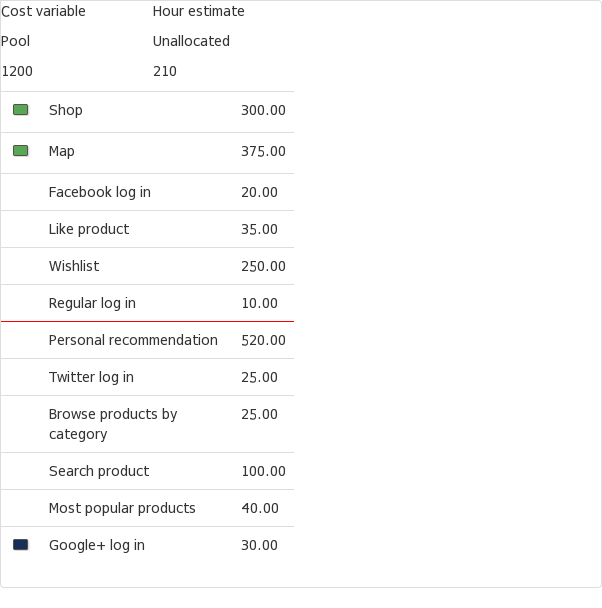 Cost variable Hour estimate
Pool Unallocated
1200 210
Shop 300.00
Map 375.00
Facebook log in 20.00
Like product 35.00
Wishlist 250.00
Regular log in 10.00
Personal recommendation 520.00
Twitter log in 25.00
Browse products by 25.00
category
Search product 100.00
Most popular products 40.00
Google+ log in 30.00